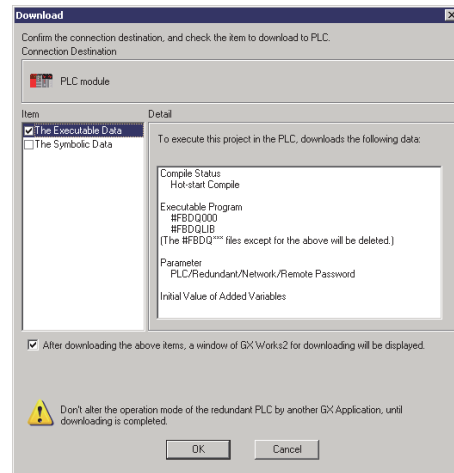 Download
Confirm the connection destination, and check the item to download to PLC.
Connection Destination
PLC module
Item
The Executable Data
The Symbolic Data
Detail
To execute this project in the PLC, downloads the following data:
Compile Status
Hot-start Compile
Executable Program
#FBDQ000
#FBDQLIB
(The #FBDQ*** files except for the above will be deleted.)
Parameter
PLC/Redundant/Network/Remote Password
Initial Value of Added Variables
After downloading the above items, a window of GX Works2 for downloading will be displayed.
Don't alter the operation mode of the redundant PLC by another GX Application, until
downloading is completed.
OK
Cancel